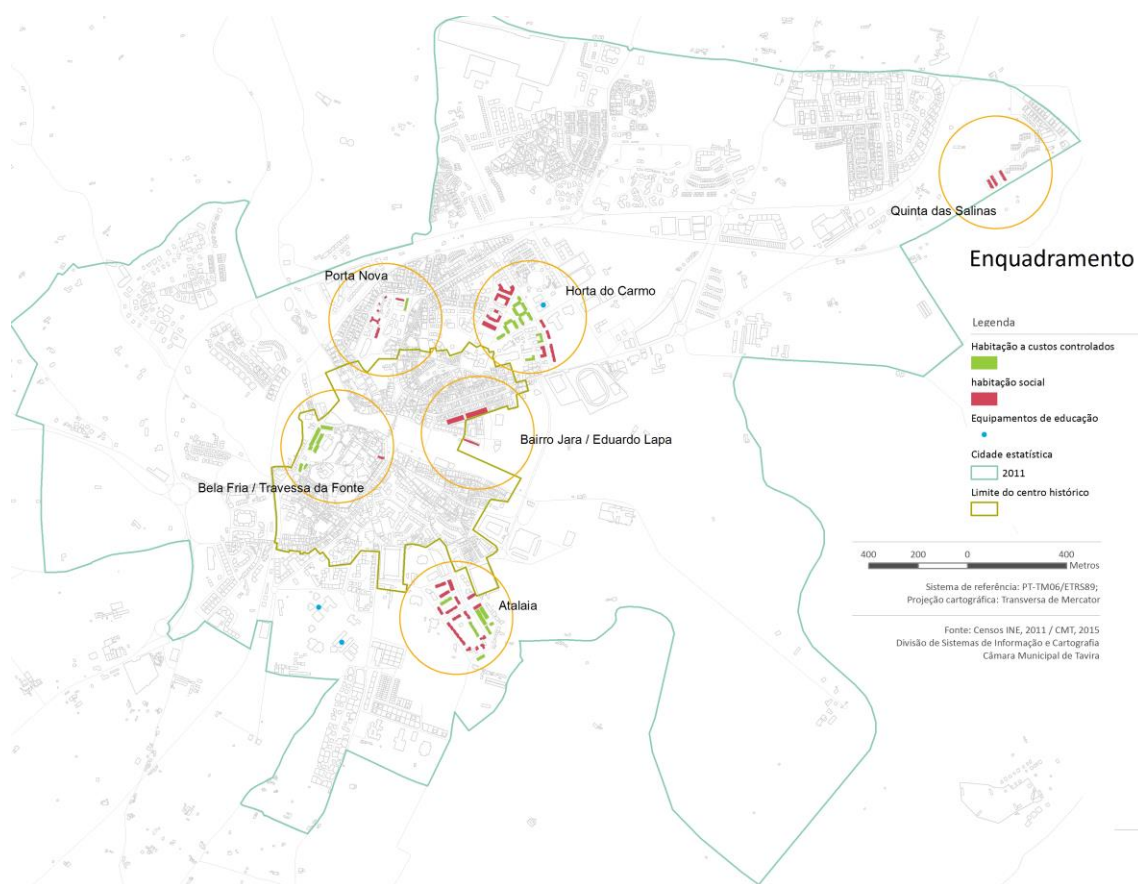 Quinta das Salinas
Enquadramento
Porta Nova
Horta do Carmo
Bairro Jara / Eduardo Lapa
Bela Fria / Travessa da Fonte
Atalaia
Legenda
Habitação a custos controlados
habitação social
Equipamentos de educação
Cidade estatística
2011
Limite do centro histórico
400 200 0 400
Metros
Sistema de referência: PT-TM06/ETRS89;
Projeção cartográfica: Transversa de Mercator
Fonte: Censos INE, 2011 / CMT, 2015
Divisão de Sistemas de Informação e Cartografia
Câmara Municipal de Tavira